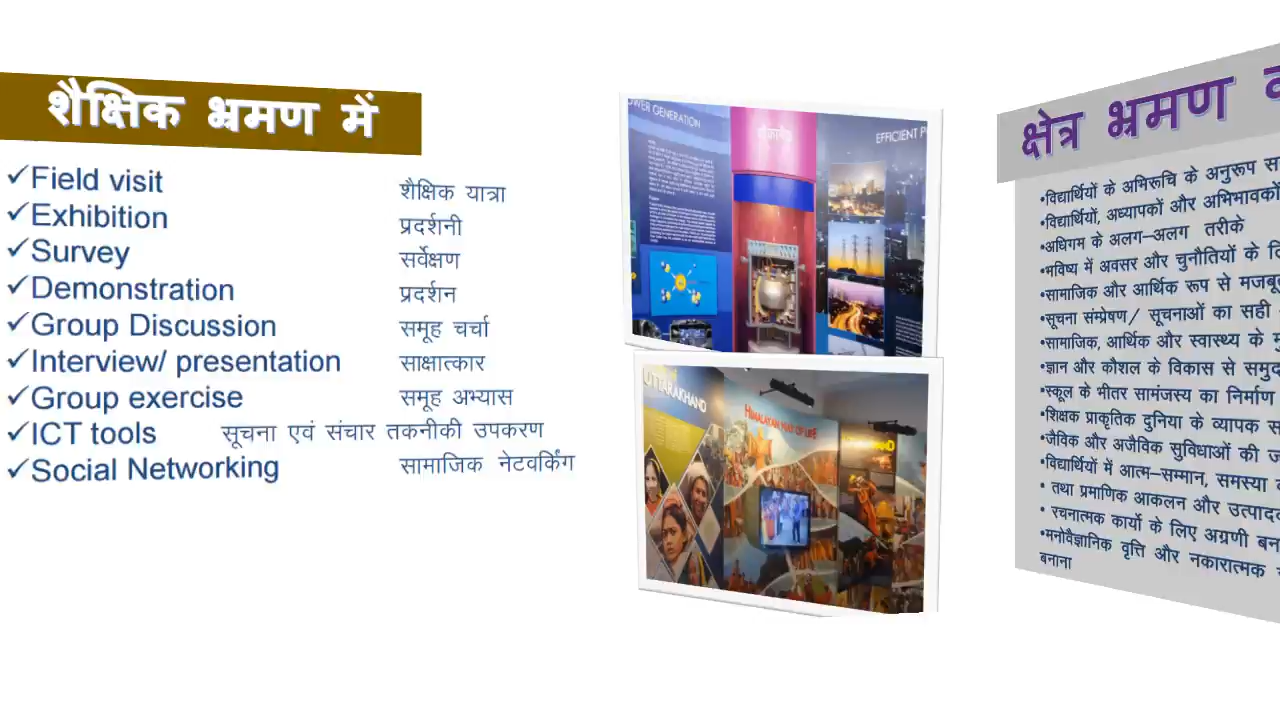 शैक्षिक भ्रमण में
✓Field visit शैक्षिक यात्रा
✓Exhibition प्रदर्शनी
✓Survey सर्वेक्षण
✓Demonstration प्रदर्शन
✓Group Discussion समूह चर्चा
✓Interview/ presentation साक्षात्कार
✓Group exercise समूह अभ्यास
✓ICT tools सूचना एवं संचार तकनीकी उपकरण
✓Social Networking सामाजिक नेटवर्किंग
OWER GENERATION
EFFICIENT
UTTARAKHAND
HIMALAYAN WAY OF LIFE
क्षेत्र भ्रमण
•विद्यार्थियों के अभिरूचि के अनुरूप
•विद्यार्थियों, अध्यापकों और अभिभावकों
•अधिगम के अलग–अलग तरीके
•भविष्य में अवसर और चुनौतियों के
•सामाजिक और आर्थिक रूप से
•सूचना संम्प्रेषण/ सूचनाओं का सही
•सामाजिक, आर्थिक और स्वास्थ्य के
•ज्ञान और कौशल के विकास से
•स्कूल के भीतर सामंजस्य का निर्माण
•शिक्षक प्राकृतिक दुनिया के व्यापक
•जैविक और अजैविक सुविधाओं की
•विद्यार्थियों में आत्म–सम्मान, समस्या
• तथा प्रमाणिक आकलन और
• रचनात्मक कार्यो के लिए अग्रणी
•मनोवैज्ञानिक वृत्ति और नकारात्मक
बनाना